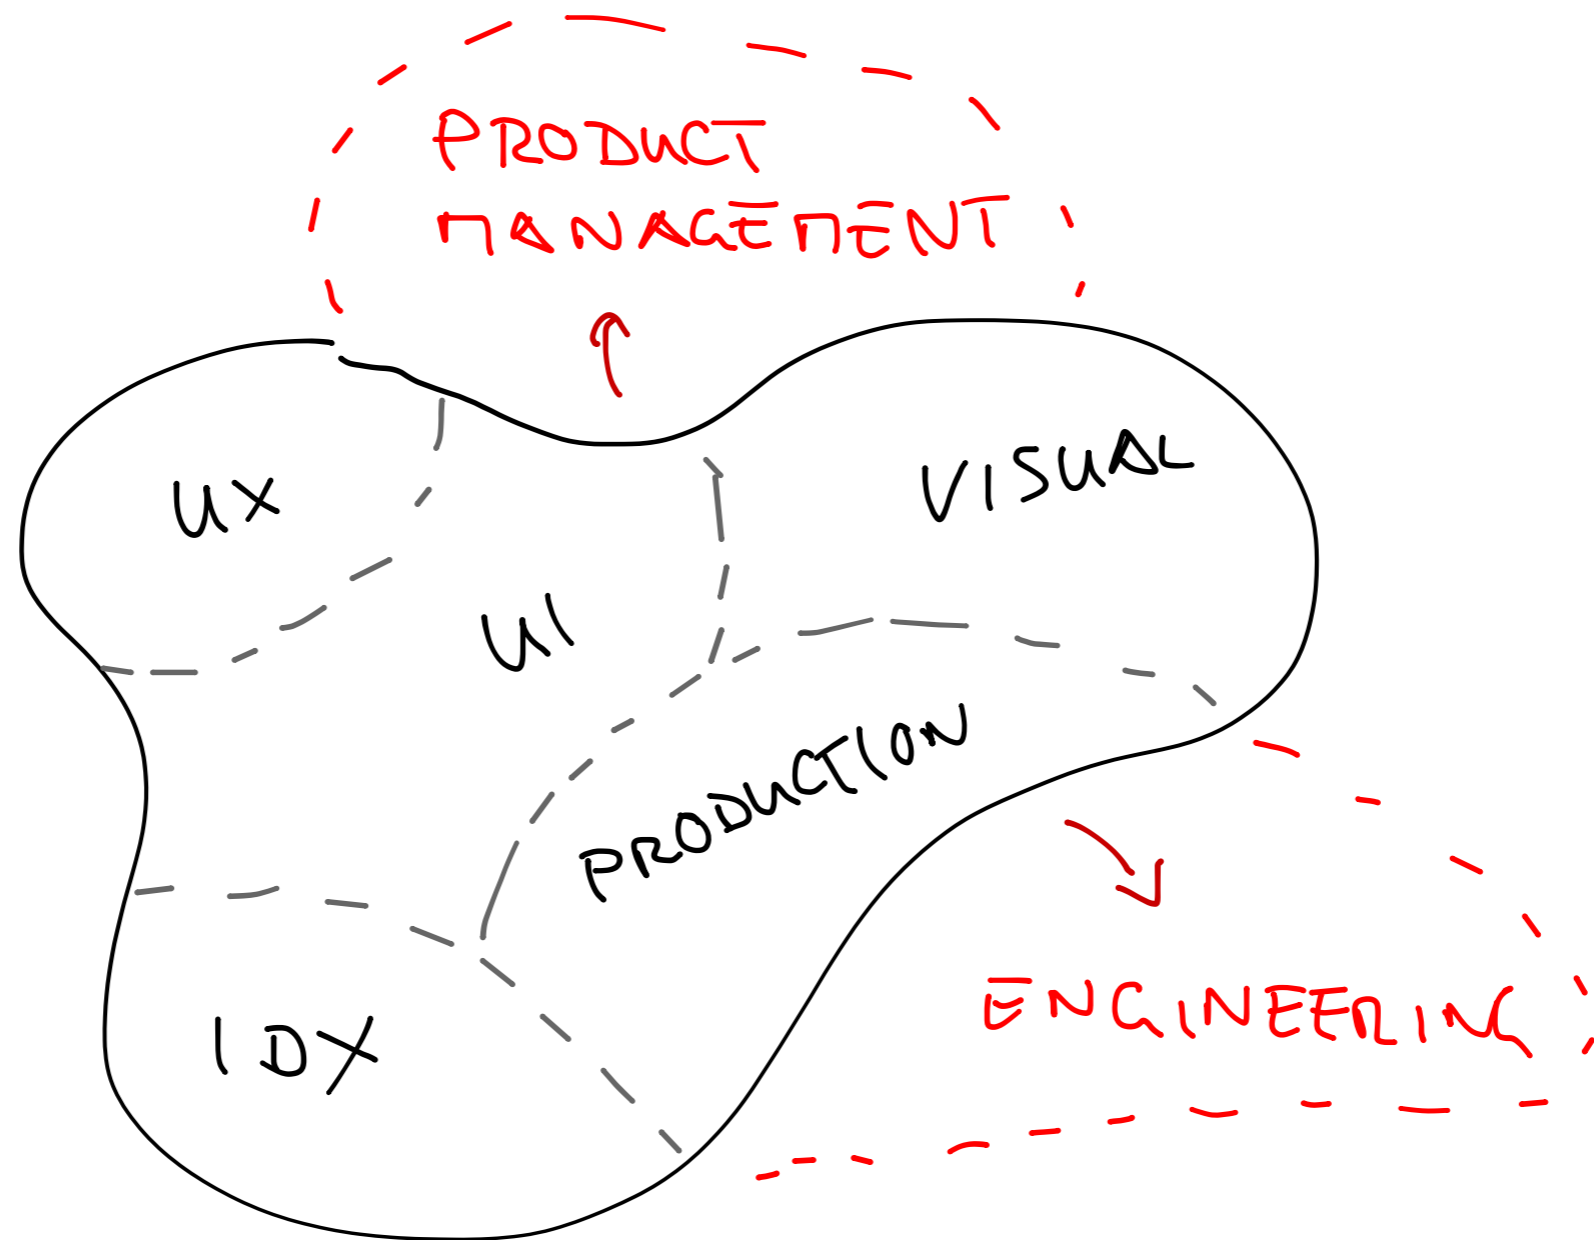 PRODUCT
MANAGEMENT
UX
VISUAL
UI
PRODUCTION
ENGINEERING
IDX